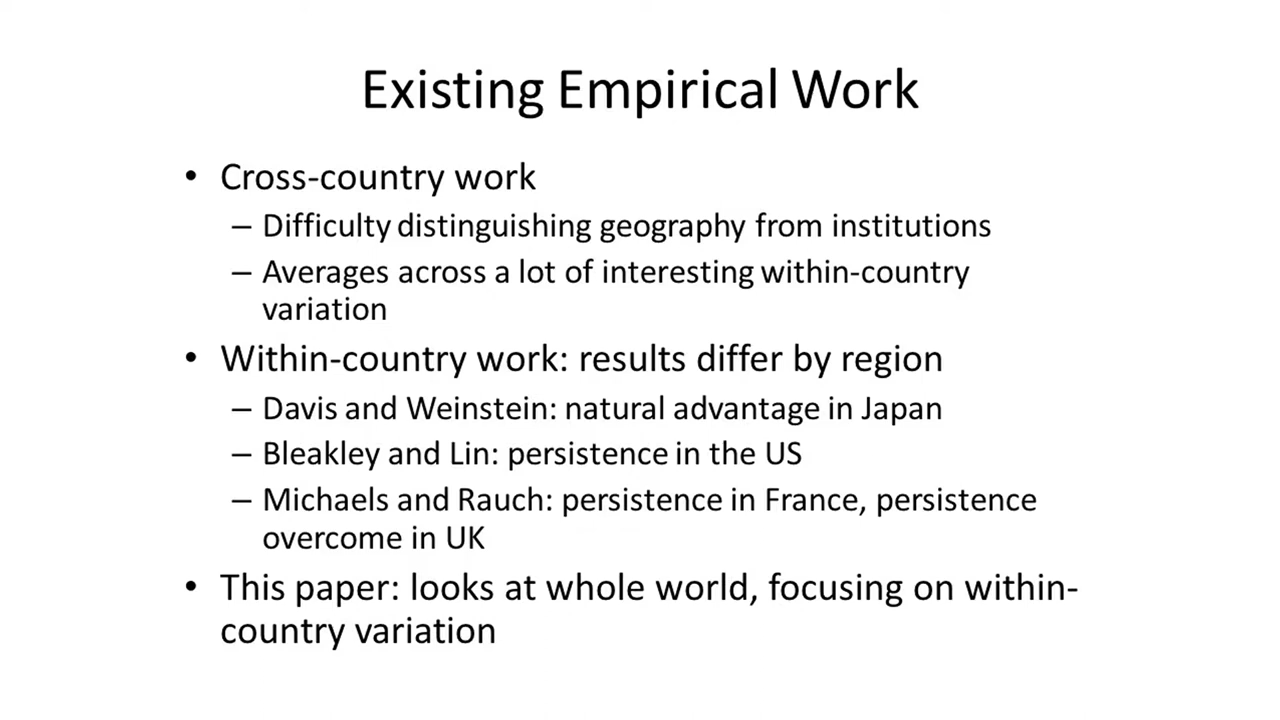 Existing Empirical Work
• Cross-country work
– Difficulty distinguishing geography from institutions
– Averages across a lot of interesting within-country
variation
• Within-country work: results differ by region
– Davis and Weinstein: natural advantage in Japan
– Bleakley and Lin: persistence in the US
– Michaels and Rauch: persistence in France, persistence
overcome in UK
• This paper: looks at whole world, focusing on within-
country variation